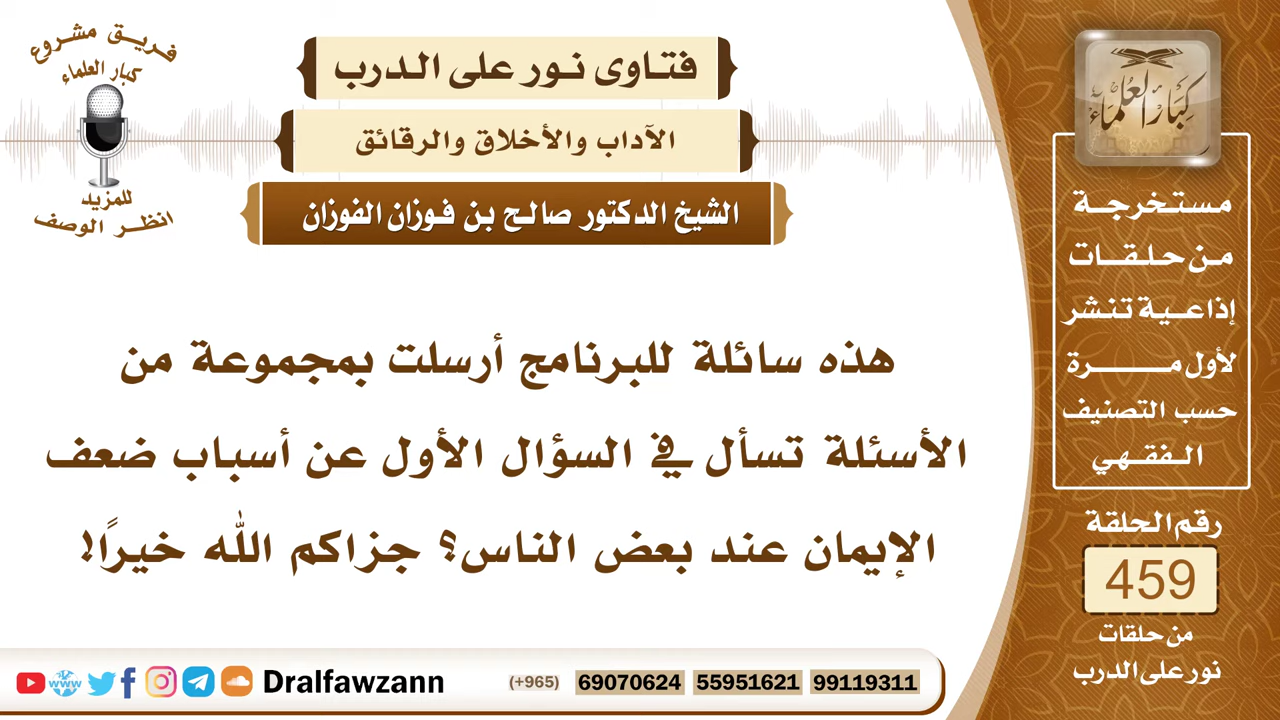 فريق مشروع
كبار العلماء
للمزيد
انظر الوصف
فتاوى نور على الدرب
الآداب والأخلاق والرقائق
الشيخ الدكتور صالح بن فوزان الفوزان
هذه سائلة للبرنامج أرسلت بمجموعة من
الأسئلة تسأل في السؤال الأول عن أسباب ضعف
الإيمان عند بعض الناس؟ جزاكم الله خيرًا!
كبار العلماء
مستخرجة
من حلقات
إذاعية تنشر
لأول مرة
حسب التصنيف
الفقهي
رقم الحلقة
459
من حلقات
نور على الدرب
www Dralfawzann (+965) 69070624 55951621 99119311